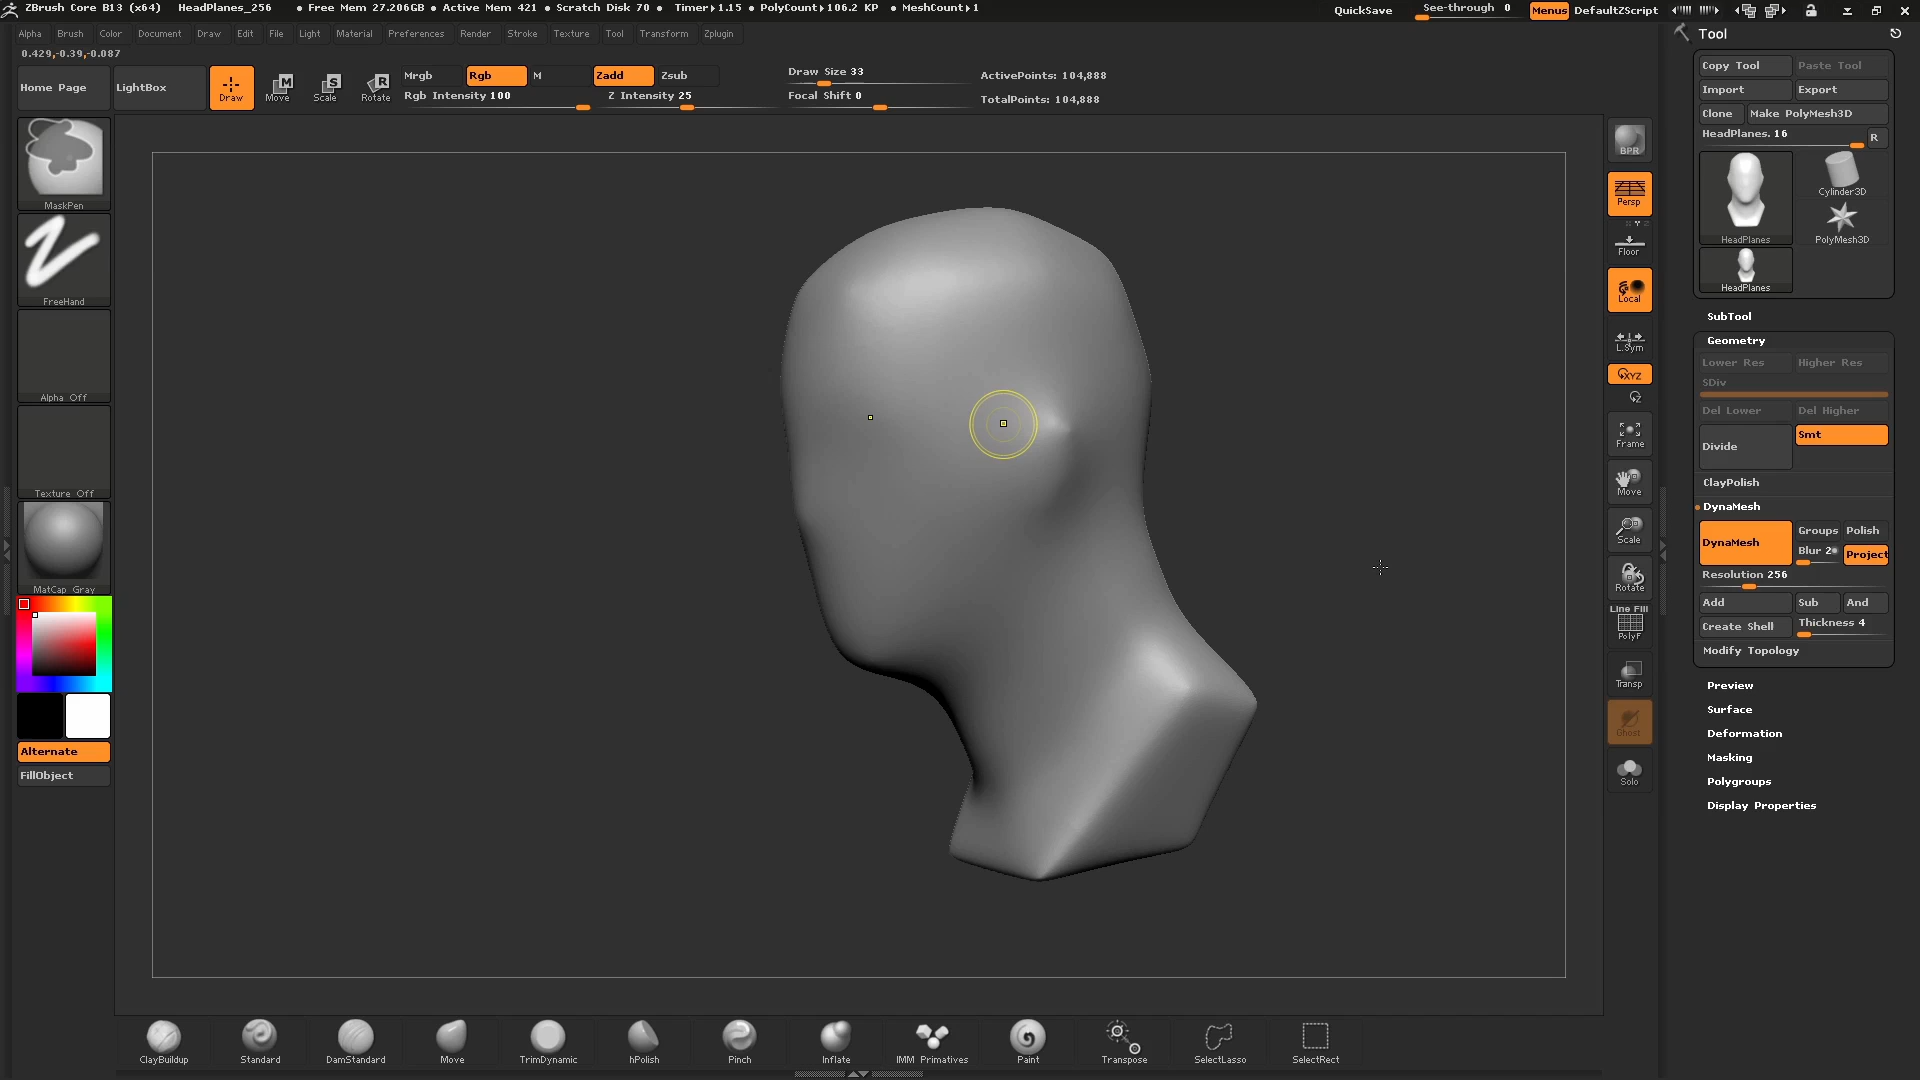 ZBrush Core B13 (x64) HeadPlanes_256 • Free Mem 27.206GB • Active Mem 421 • Scratch Disk 70 • Timer▸1.15 • PolyCount▸106.2 KP • MeshCount▸1 QuickSave See-through 0 Menus DefaultZScript
Alpha Brush Color Document Draw Edit File Light Material Preferences Render Stroke Texture Tool Transform Zplugin
0.429,-0.39,-0.087
Home Page LightBox Draw Move Scale Rotate
M S R
Mrgb Rgb M Zadd Zsub
Rgb Intensity 100 Z Intensity 25
Draw Size 33
Focal Shift 0
ActivePoints: 104,888
TotalPoints: 104,888
MaskPen
FreeHand
Alpha Off
Texture Off
MatCap Gray
Alternate
FillObject
BPR
Persp
Floor
Local
L.Sym
XYZ
Frame
Move
Scale
Rotate
Line Fill
PolyF
Transp
Ghost
Solo
Tool
Copy Tool Paste Tool
Import Export
Clone Make PolyMesh3D
HeadPlanes. 16 R
HeadPlanes Cylinder3D
PolyMesh3D
HeadPlanes
SubTool
Geometry
Lower Res Higher Res
SDiv
Del Lower Del Higher
Divide Smt
ClayPolish
DynaMesh
DynaMesh Groups Polish
Blur 2 Project
Resolution 256
Add Sub And
Create Shell Thickness 4
Modify Topology
Preview
Surface
Deformation
Masking
Polygroups
Display Properties
ClayBuildup Standard DamStandard Move TrimDynamic hPolish Pinch Inflate IMM Primatives Paint Transpose SelectLasso SelectRect